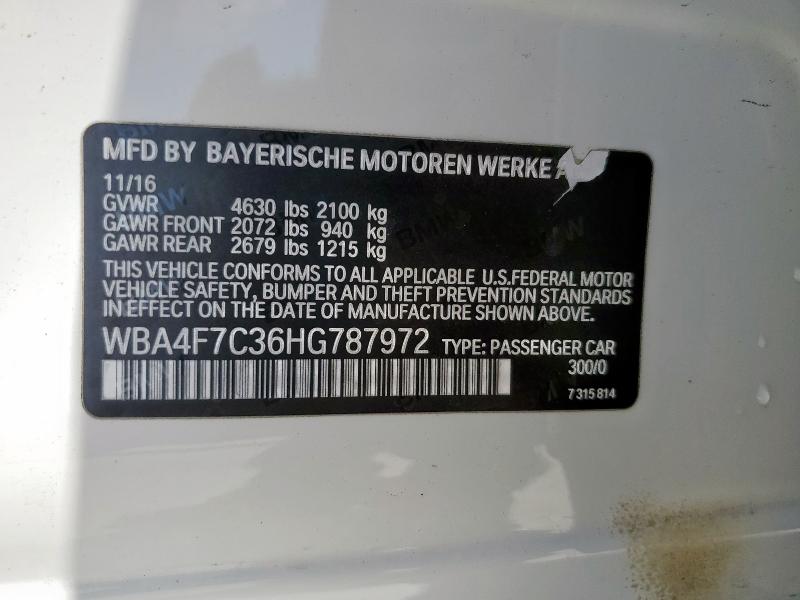 MFD BY BAYERISCHE MOTOREN WERKE
11/16
GVWR 4630 lbs 2100 kg
GAWR FRONT 2072 lbs 940 kg
GAWR REAR 2679 lbs 1215 kg
THIS VEHICLE CONFORMS TO ALL APPLICABLE U.S.FEDERAL MOTOR
VEHICLE SAFETY, BUMPER AND THEFT PREVENTION STANDARDS
IN EFFECT ON THE DATE OF MANUFACTURE SHOWN ABOVE.
WBA4F7C36HG787972 TYPE: PASSENGER CAR
300/0
7 315 814